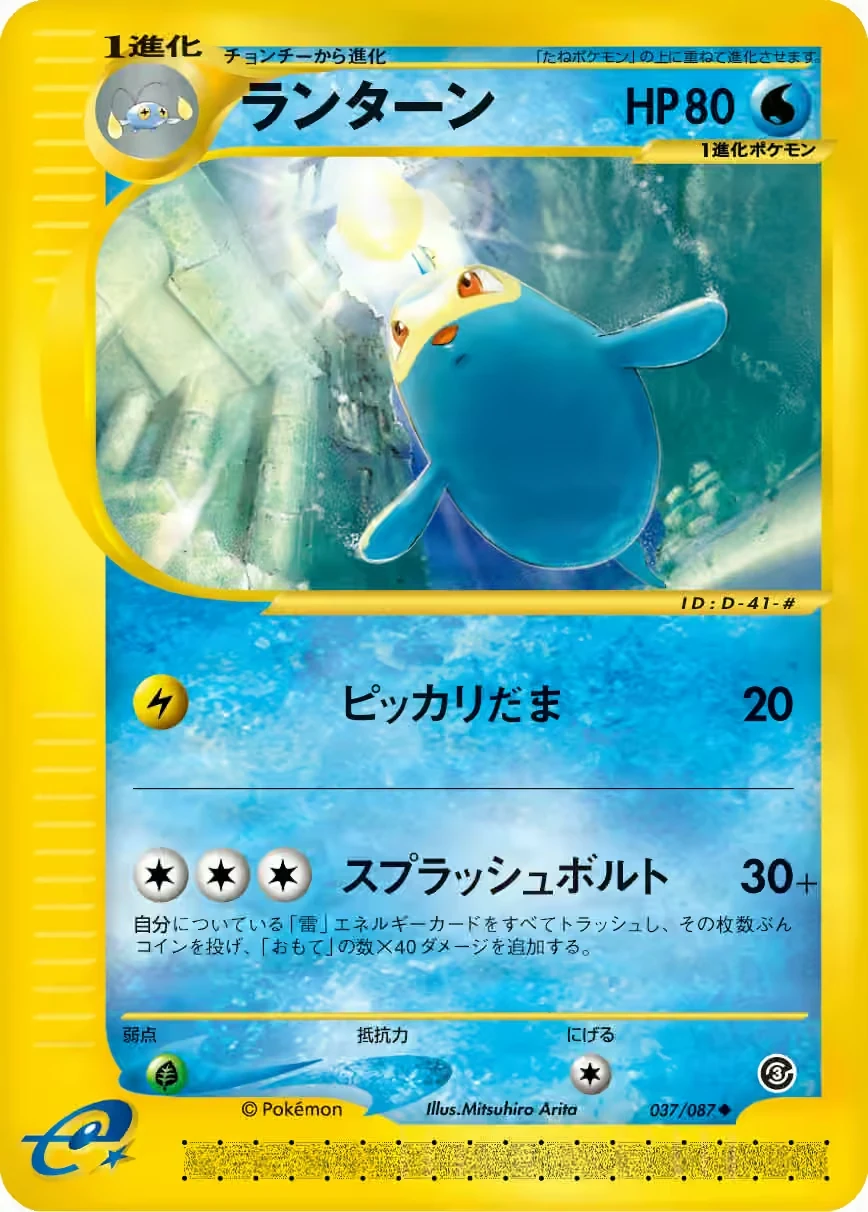 1進化
チョンチーから進化
「たねポケモン」の上に重ねて進化させます。
ランターン HP80
1進化ポケモン
ID:D-41-#
ピッカリだま 20
スプラッシュボルト 30+
自分についている「雷」エネルギーカードをすべてトラッシュし、その枚数ぶん
コインを投げ、「おもて」の数×40ダメージを追加する。
弱点 抵抗力 にげる
3
© Pokémon Illus.Mitsuhiro Arita 037/087◆
e